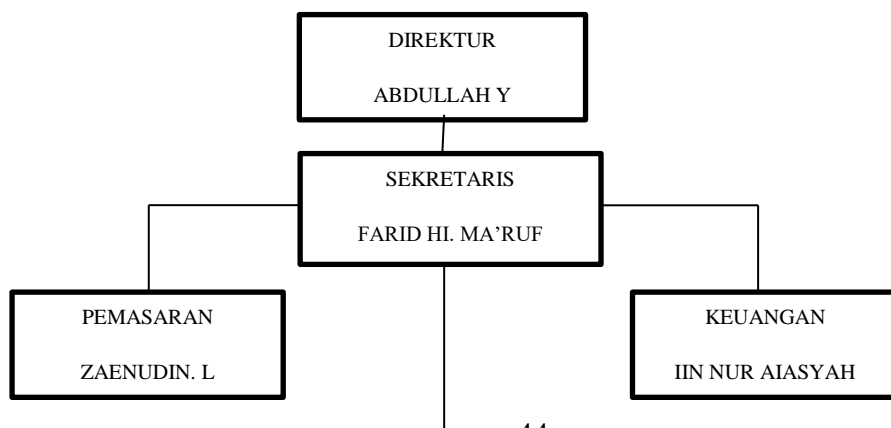 DIREKTUR
ABDULLAH Y
SEKRETARIS
FARID HI. MA’RUF
PEMASARAN
ZAENUDIN. L
KEUANGAN
IIN NUR AIASYAH